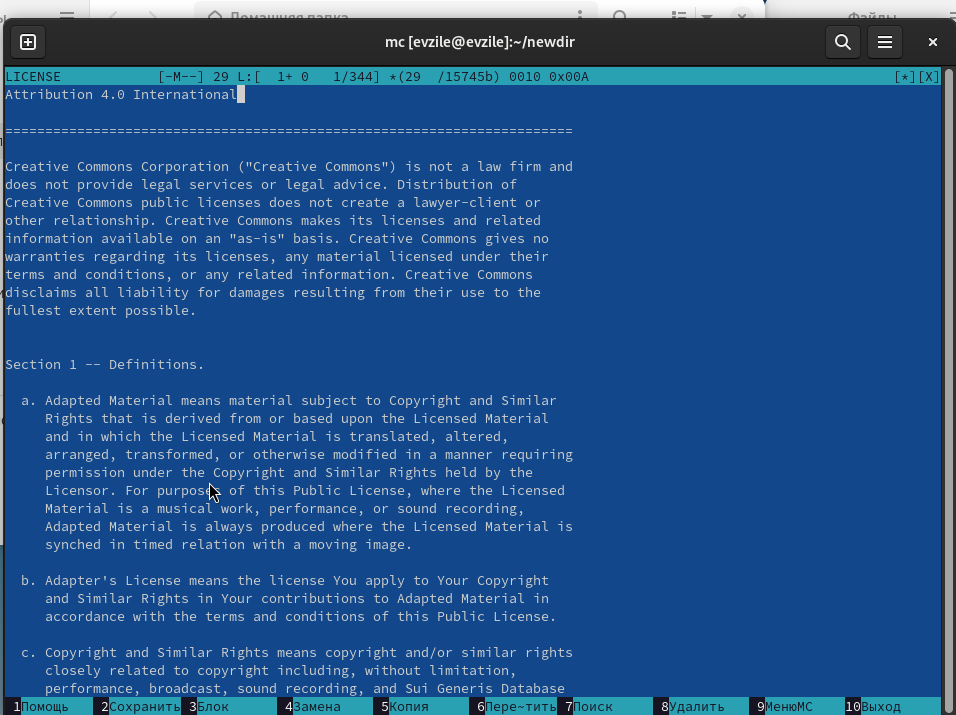 Домашняя папка
Файлы
mc [evzile@evzile]:~/newdir
LICENSE [-M--] 29 L:[ 1+ 0 1/344] *(29 /15745b) 0010 0x00A [*][X]
Attribution 4.0 International
=======================================================================
Creative Commons Corporation ("Creative Commons") is not a law firm and
does not provide legal services or legal advice. Distribution of
Creative Commons public licenses does not create a lawyer-client or
other relationship. Creative Commons makes its licenses and related
information available on an "as-is" basis. Creative Commons gives no
warranties regarding its licenses, any material licensed under their
terms and conditions, or any related information. Creative Commons
disclaims all liability for damages resulting from their use to the
fullest extent possible.
Section 1 -- Definitions.
a. Adapted Material means material subject to Copyright and Similar
Rights that is derived from or based upon the Licensed Material
and in which the Licensed Material is translated, altered,
arranged, transformed, or otherwise modified in a manner requiring
permission under the Copyright and Similar Rights held by the
Licensor. For purposes of this Public License, where the Licensed
Material is a musical work, performance, or sound recording,
Adapted Material is always produced where the Licensed Material is
synched in timed relation with a moving image.
b. Adapter's License means the license You apply to Your Copyright
and Similar Rights in Your contributions to Adapted Material in
accordance with the terms and conditions of this Public License.
c. Copyright and Similar Rights means copyright and/or similar rights
closely related to copyright including, without limitation,
performance, broadcast, sound recording, and Sui Generis Database
1Помощь 2Сохранить 3Блок 4Замена 5Копия 6Пере~тить 7Поиск 8Удалить 9МенюMC 10Выход